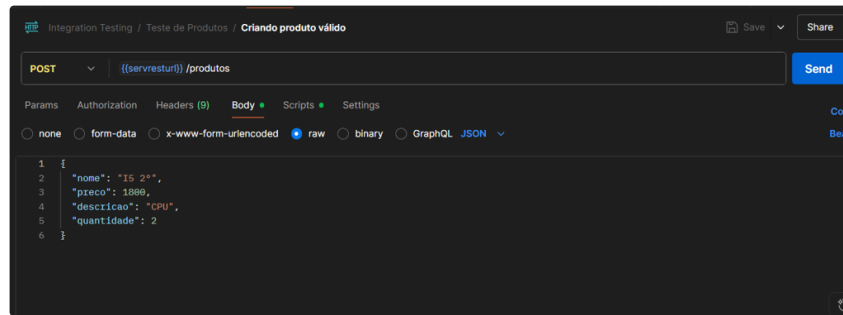 HTTP Integration Testing / Teste de Produtos / Criando produto válido Save Share
POST {{servresturl}} /produtos Send
Params Authorization Headers (9) Body Scripts Settings
none form-data x-www-form-urlencoded raw binary GraphQL JSON
1 {
2 "nome": "I5 2°",
3 "preco": 1800,
4 "descricao": "CPU",
5 "quantidade": 2
6 }